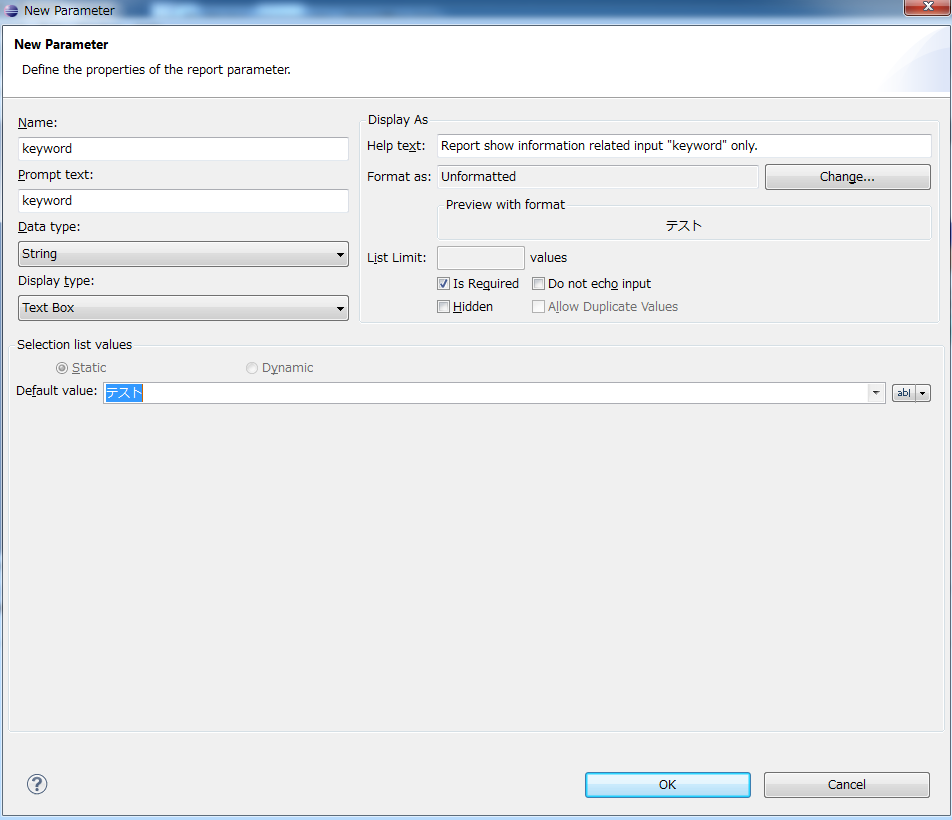 New Parameter
New Parameter
Define the properties of the report parameter.
Name:
keyword
Prompt text:
keyword
Data type:
String
Display type:
Text Box
Display As
Help text: Report show information related input "keyword" only.
Format as: Unformatted Change...
Preview with format
テスト
List Limit: values
Is Required Do not echo input
Hidden Allow Duplicate Values
Selection list values
Static Dynamic
Default value: テスト ab|
? OK Cancel